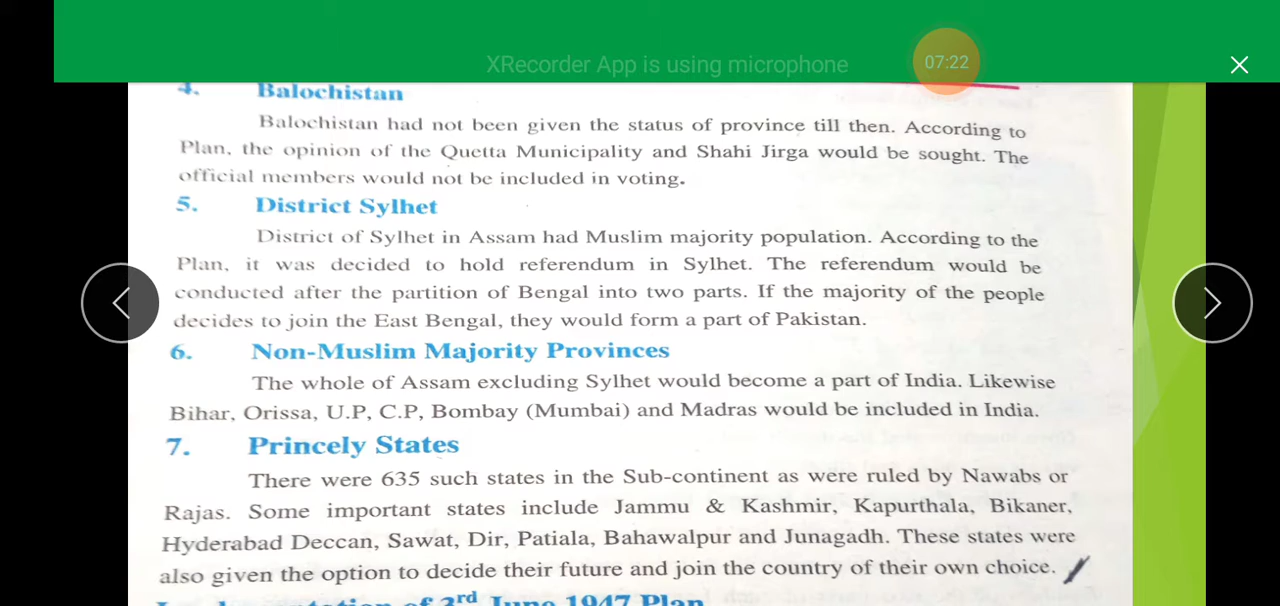 XRecorder App is using microphone
07:22
4. Balochistan
Balochistan had not been given the status of province till then. According to
Plan, the opinion of the Quetta Municipality and Shahi Jirga would be sought. The
official members would not be included in voting.
5. District Sylhet
District of Sylhet in Assam had Muslim majority population. According to the
Plan, it was decided to hold referendum in Sylhet. The referendum would be
conducted after the partition of Bengal into two parts. If the majority of the people
decides to join the East Bengal, they would form a part of Pakistan.
6. Non-Muslim Majority Provinces
The whole of Assam excluding Sylhet would become a part of India. Likewise
Bihar, Orissa, U.P, C.P, Bombay (Mumbai) and Madras would be included in India.
7. Princely States
There were 635 such states in the Sub-continent as were ruled by Nawabs or
Rajas. Some important states include Jammu & Kashmir, Kapurthala, Bikaner,
Hyderabad Deccan, Sawat, Dir, Patiala, Bahawalpur and Junagadh. These states were
also given the option to decide their future and join the country of their own choice.
of 3rd June 1947 Plan